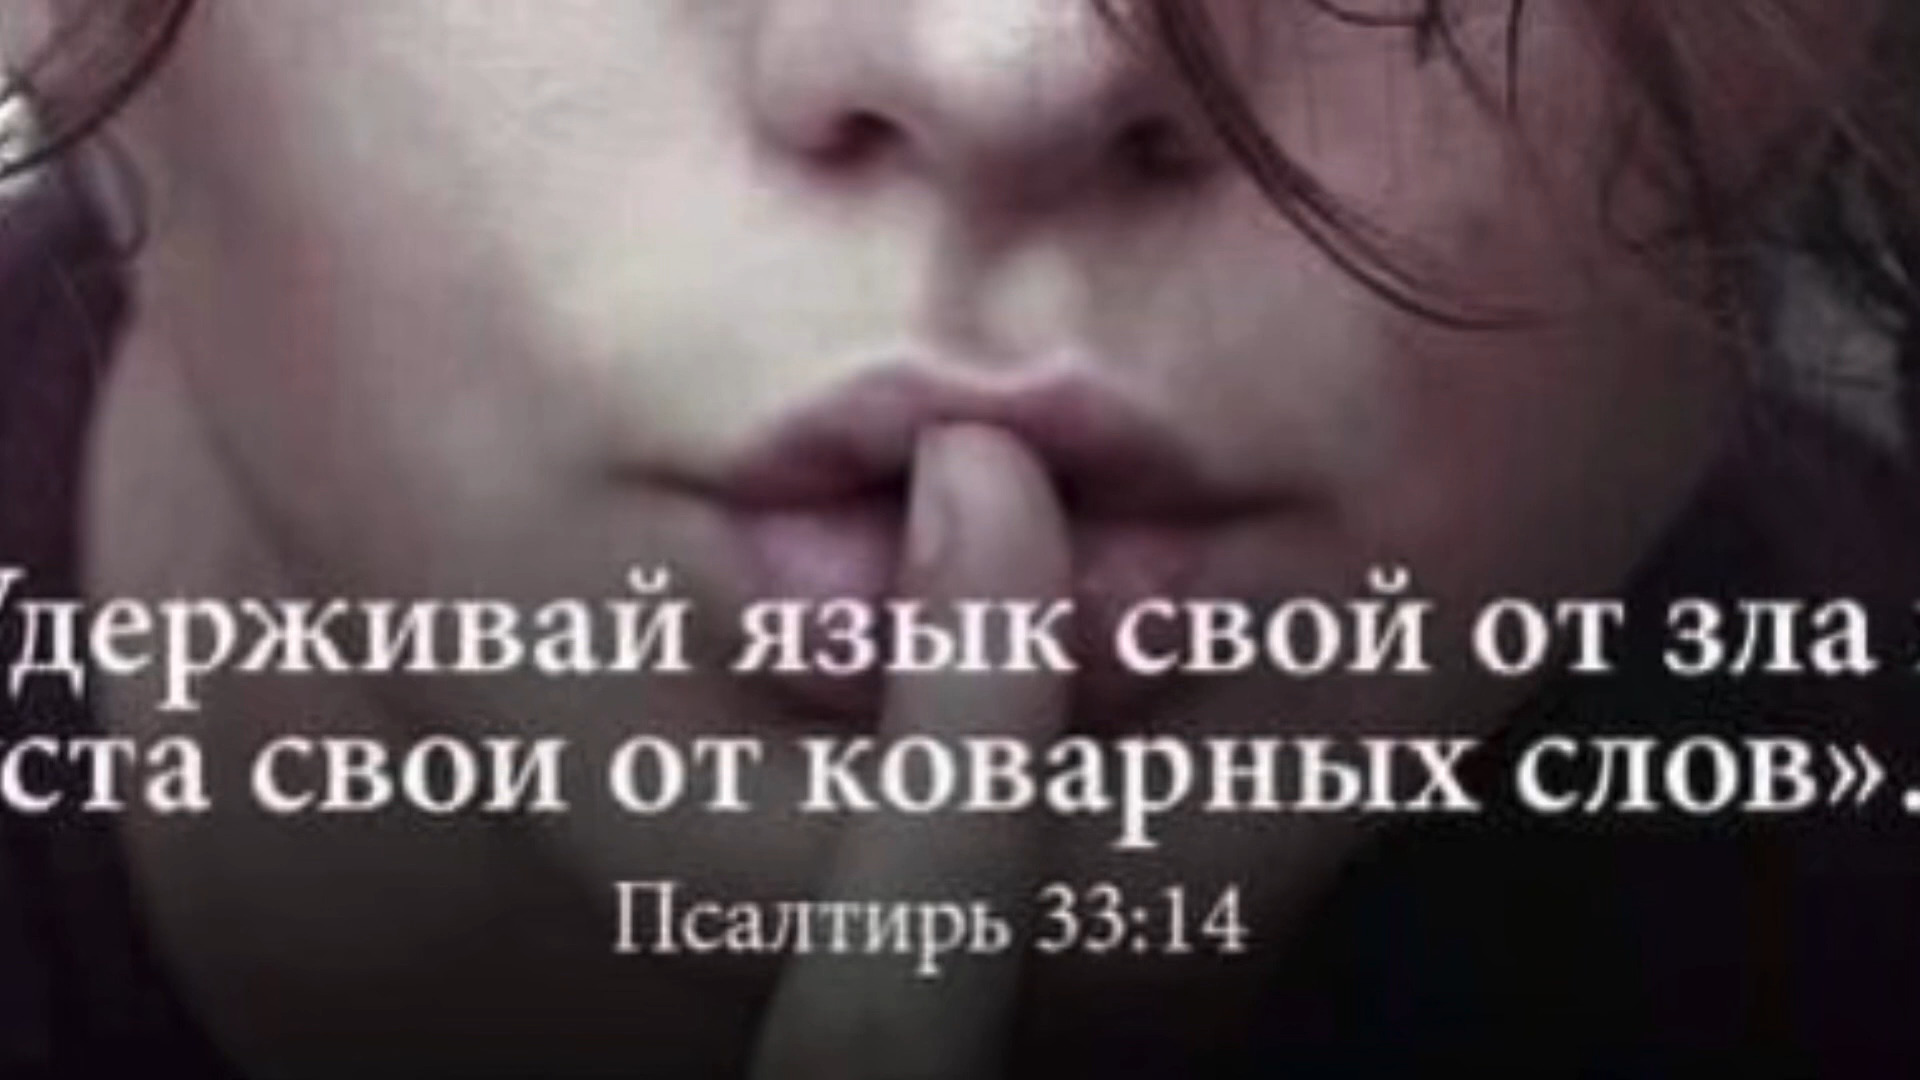 Удерживай язык свой от зла
ста свои от коварных слов».
Псалтирь 33:14